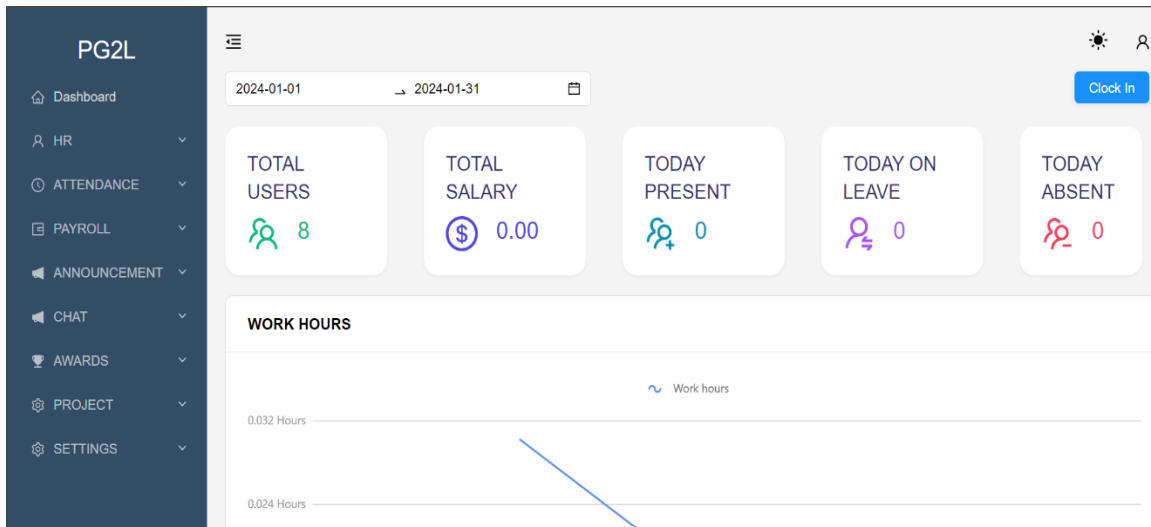 PG2L
Dashboard
HR
ATTENDANCE
PAYROLL
ANNOUNCEMENT
CHAT
AWARDS
PROJECT
SETTINGS
2024-01-01 → 2024-01-31
Clock In
TOTAL
USERS
8
TOTAL
SALARY
$ 0.00
TODAY
PRESENT
0
TODAY ON
LEAVE
0
TODAY
ABSENT
0
WORK HOURS
Work hours
0.032 Hours
0.024 Hours